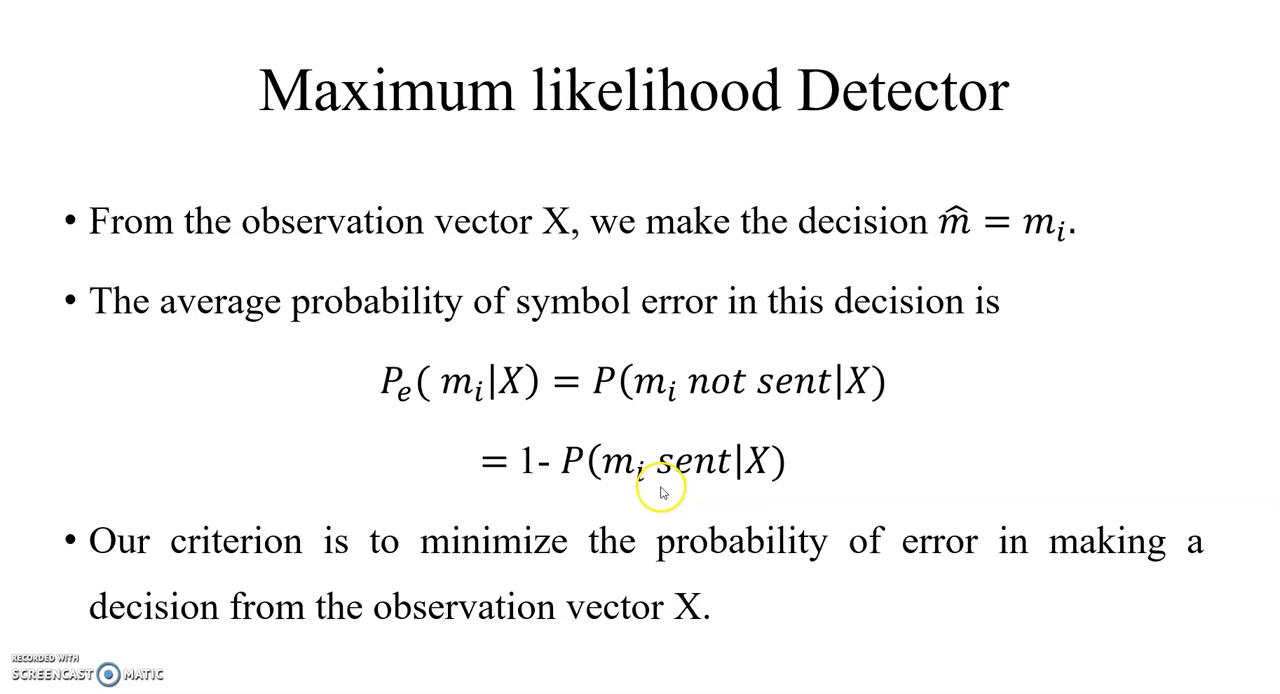 Maximum likelihood Detector
• From the observation vector X, we make the decision m̂ = mᵢ.
• The average probability of symbol error in this decision is
Pₑ( mᵢ|X) = P(mᵢ not sent|X)
= 1- P(mᵢ sent|X)
• Our criterion is to minimize the probability of error in making a
decision from the observation vector X.
RECORDED WITH
SCREENCAST MATIC